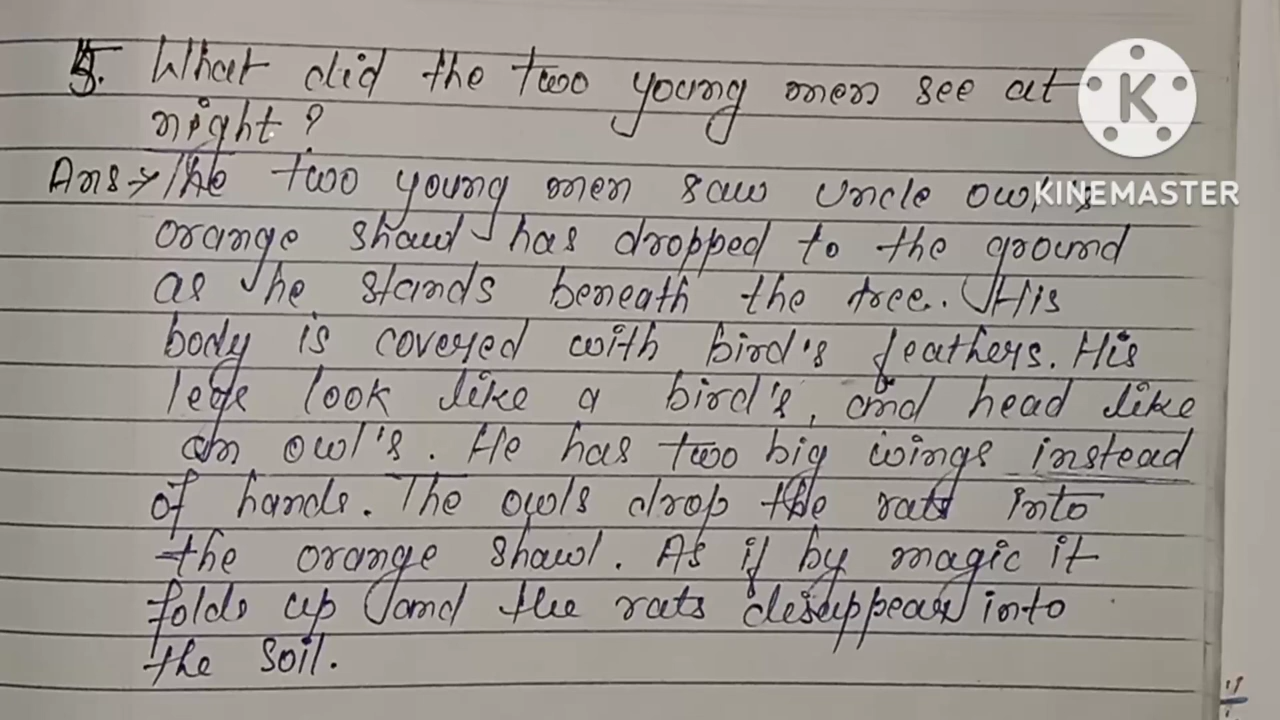 5. What did the two young men see at
night?
K
KINEMASTER
Ans → The two young men saw Uncle owl's
orange shawl has dropped to the ground
as he stands beneath the tree. His
body is covered with bird's feathers. His
legs look like a bird's, and head like
an owl's. He has two big wings instead
of hands. The owls drop the rats into
the orange shawl. As if by magic it
folds up and the rats disappear into
the soil.